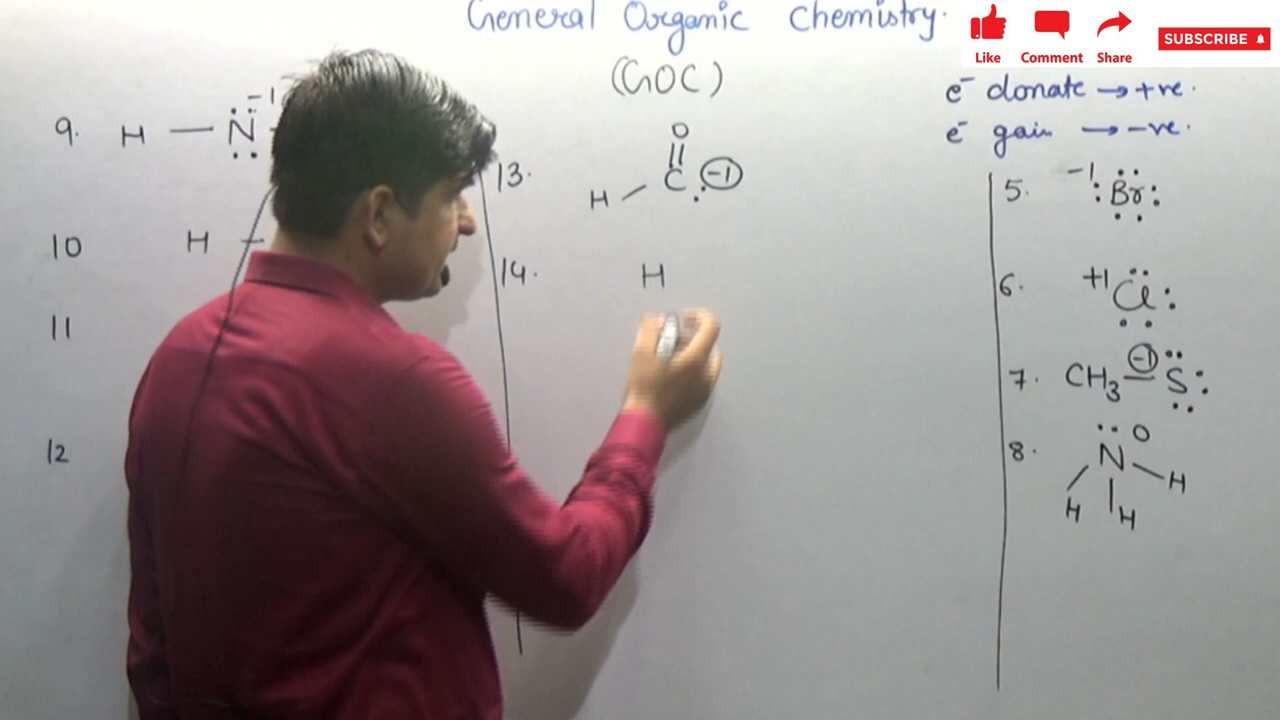 General Organic Chemistry.
(GOC)
Like Comment Share SUBSCRIBE
e⁻ donate → +ve.
e⁻ gain → -ve.
9. H — N̈ -1
10 H —
11
12
13. O
H C -1
14. H
5. -1 :Br:
6. +1 Cl:
7. CH₃ — S: -1
8. N O
H H H